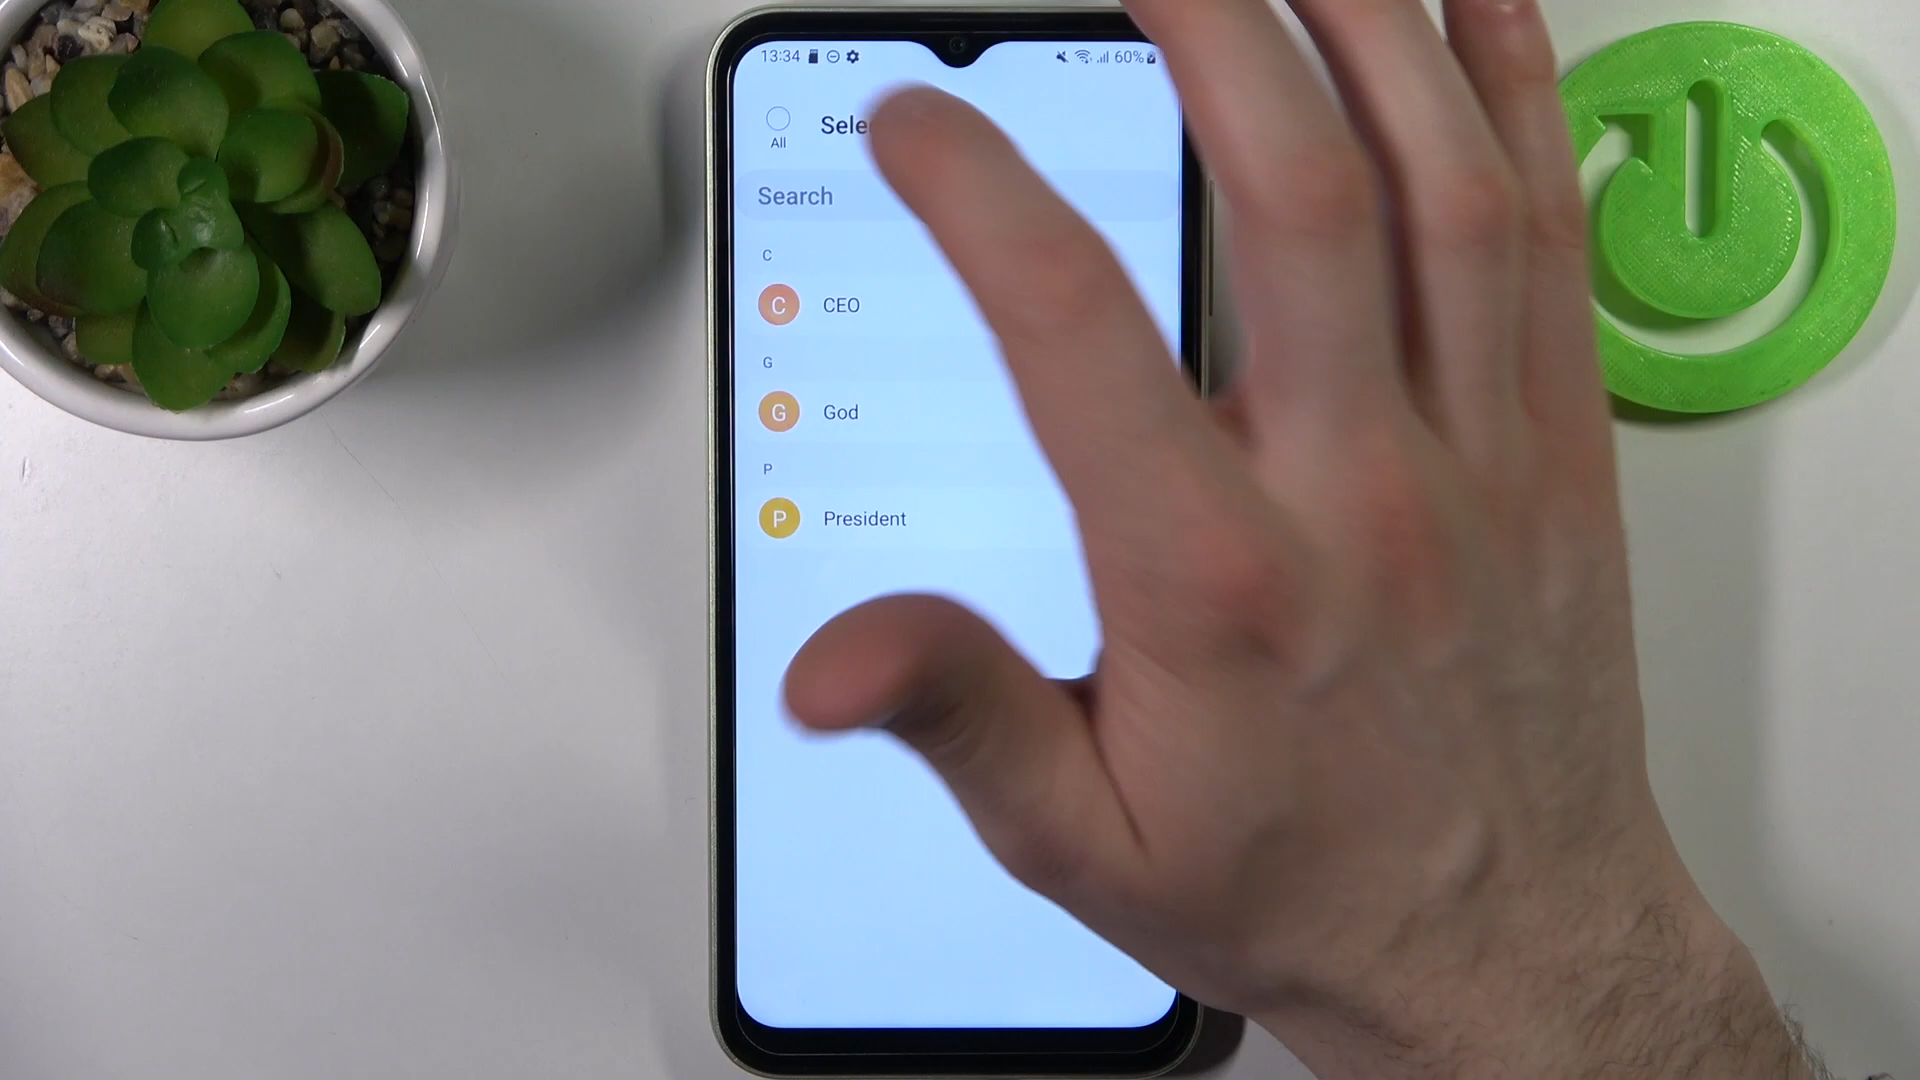 13:34 60%
Sele
All
Search
C
C CEO
G
G God
P
P President